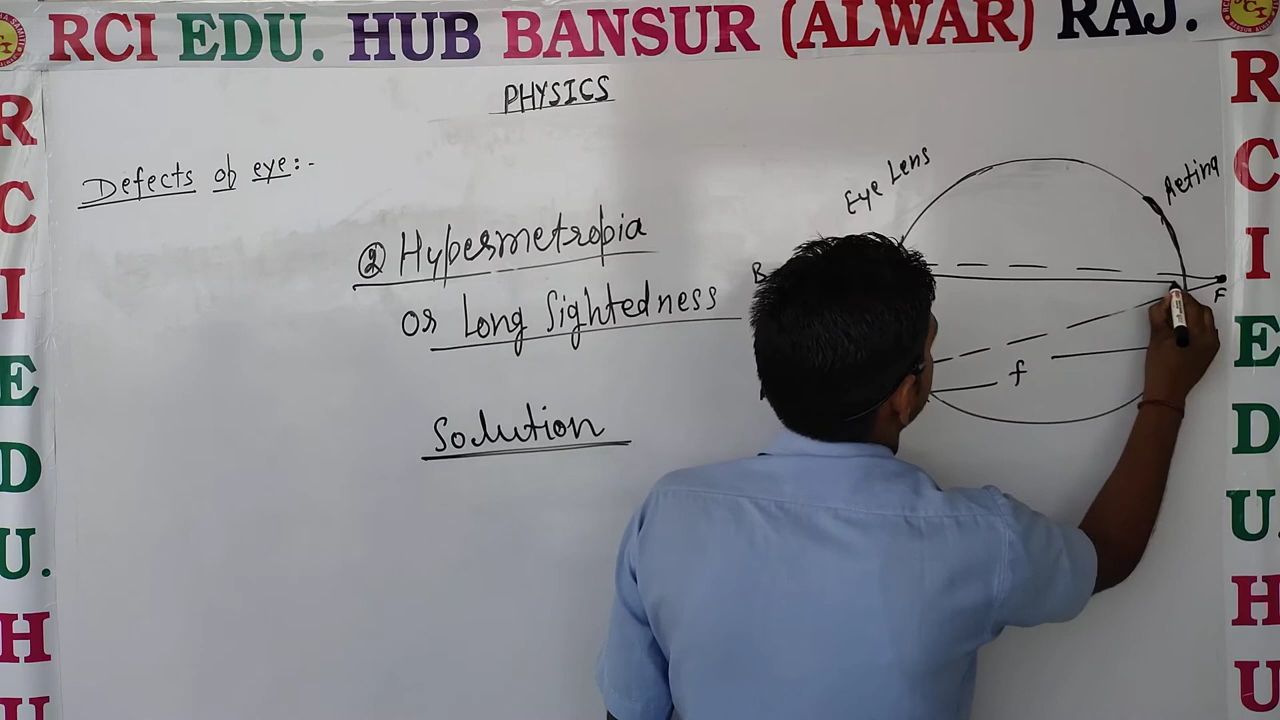 RCI EDU. HUB BANSUR (ALWAR) RAJ.
PHYSICS
Defects of eye:-
② Hypermetropia
or Long Sightedness
Solution
Eye Lens
Retina
B
F
f
R
C
I
E
D
U.
H
U
R
C
I
E
D
U.
H
U